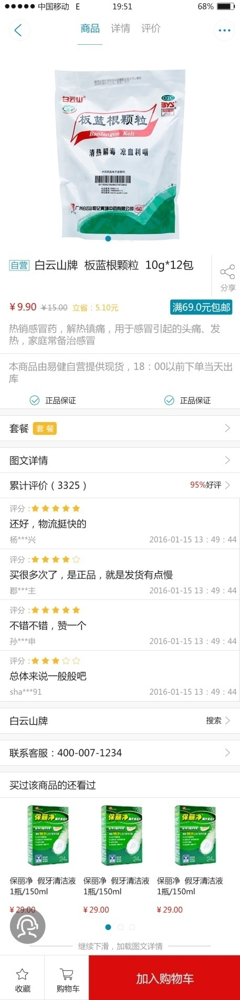 中国移动 E 19:51 68%
商品 详情 评价
白云山®
OTC
BYS
板蓝根颗粒
Banlangen Keli
清热解毒 凉血利咽
中国药品电子监管码
广州白云山和记黄埔中药有限公司
自营 白云山牌 板蓝根颗粒 10g*12包
分享
¥9.90 ¥15.00 立省：5.10元 满69.0元包邮
热销感冒药，解热镇痛，用于感冒引起的头痛、发
热，家庭常备治感冒
本商品由易健自营提供现货，18：00以前下单当天出
库
正品保证 正品保证
套餐 套餐
图文详情
累计评价（3325） 95%好评
评分：
还好，物流挺快的
杨***兴 2016-01-15 13：49：44
评分：
买很多次了，是正品，就是发货有点慢
郡***主 2016-01-15 13：49：44
评分：
不错不错，赞一个
孙***申 2016-01-15 13：49：44
评分：
总体来说一般般吧
sha***91 2016-01-15 13：49：44
白云山牌 搜索
联系客服：400-007-1234
买过该商品的还看过
保丽净 保丽净 保丽净
保丽净 假牙清洁液 保丽净 假牙清洁液 保丽净 假牙清洁液
1瓶/150ml 1瓶/150ml 1瓶/150ml
¥29.00 ¥29.00 ¥29.00
继续下滑，加载图文详情
收藏 购物车 加入购物车